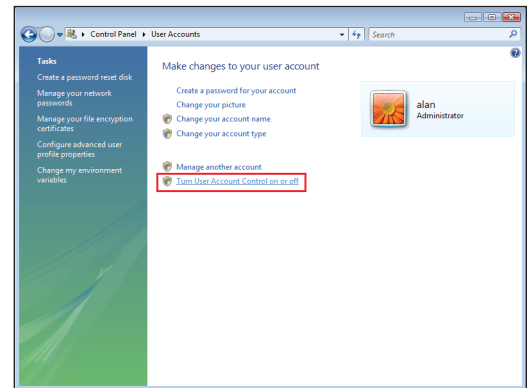 Control Panel ▸ User Accounts
Search
Tasks
Create a password reset disk
Manage your network
passwords
Manage your file encryption
certificates
Configure advanced user
profile properties
Change my environment
variables
Make changes to your user account
Create a password for your account
Change your picture
Change your account name
Change your account type
Manage another account
Turn User Account Control on or off
alan
Administrator